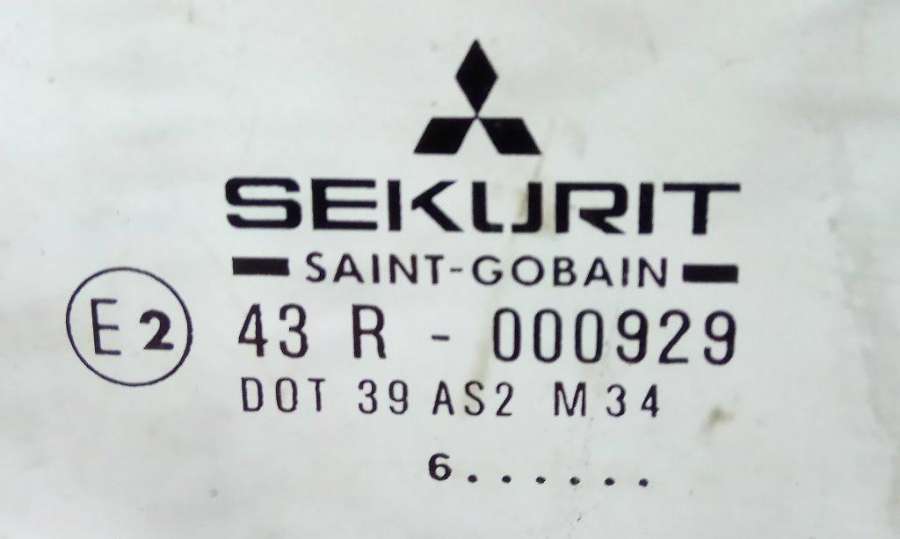 SEKURIT
SAINT-GOBAIN
E2 43 R - 000929
DOT 39 AS2 M34
6......